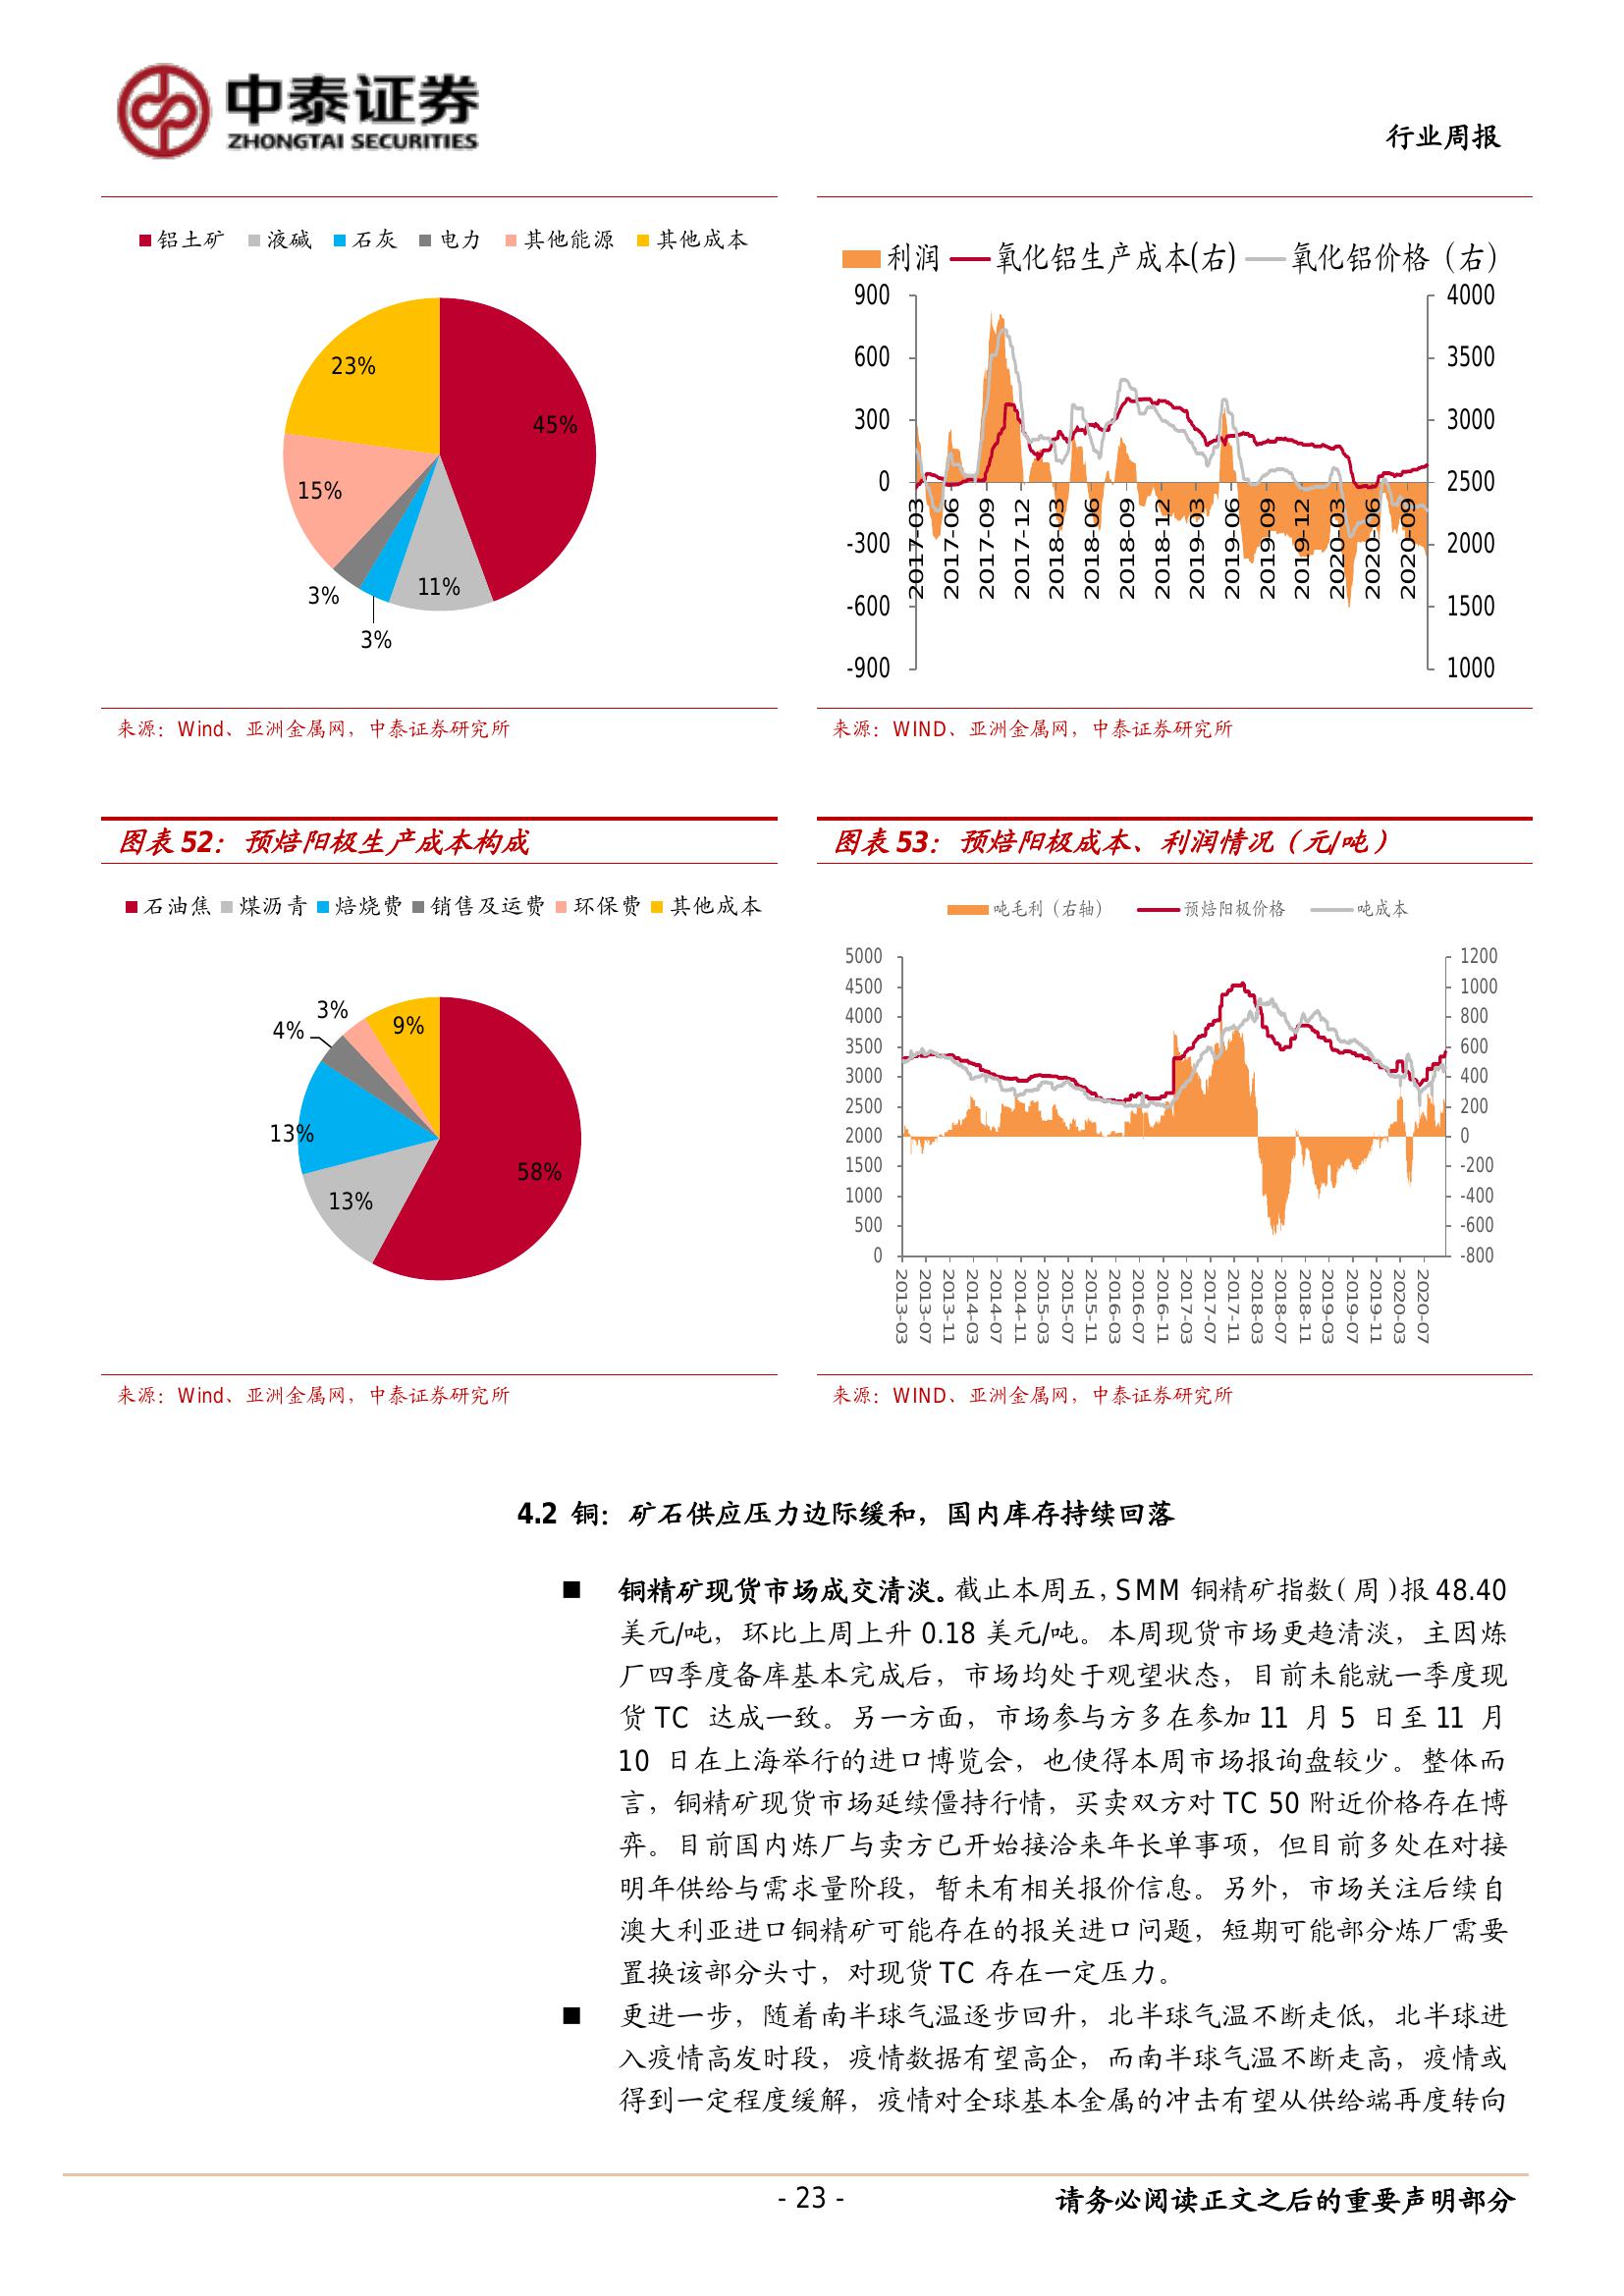 中泰证券
ZHONGTAI SECURITIES
行业周报
铝土矿 液碱 石灰 电力 其他能源 其他成本
23%
45%
15%
11%
3%
3%
来源：Wind、亚洲金属网，中泰证券研究所
利润 氧化铝生产成本(右) 氧化铝价格（右）
900 4000
600 3500
300 3000
0 2500
-300 2000
-600 1500
-900 1000
2017-03 2017-06 2017-09 2017-12 2018-03 2018-06 2018-09 2018-12 2019-03 2019-06 2019-09 2019-12 2020-03 2020-06 2020-09
来源：WIND、亚洲金属网，中泰证券研究所
图表 52：预焙阳极生产成本构成
石油焦 煤沥青 焙烧费 销售及运费 环保费 其他成本
3%
9%
4%
13%
58%
13%
来源：Wind、亚洲金属网，中泰证券研究所
图表 53：预焙阳极成本、利润情况（元/吨）
吨毛利（右轴） 预焙阳极价格 吨成本
5000 1200
4500 1000
4000 800
3500 600
3000 400
2500 200
2000 0
1500 -200
1000 -400
500 -600
0 -800
2013-03 2013-07 2013-11 2014-03 2014-07 2014-11 2015-03 2015-07 2015-11 2016-03 2016-07 2016-11 2017-03 2017-07 2017-11 2018-03 2018-07 2018-11 2019-03 2019-07 2019-11 2020-03 2020-07
来源：WIND、亚洲金属网，中泰证券研究所
4.2 铜：矿石供应压力边际缓和，国内库存持续回落
■ 铜精矿现货市场成交清淡。截止本周五，SMM 铜精矿指数（周）报 48.40
美元/吨，环比上周上升 0.18 美元/吨。本周现货市场更趋清淡，主因炼
厂四季度备库基本完成后，市场均处于观望状态，目前未能就一季度现
货 TC 达成一致。另一方面，市场参与方多在参加 11 月 5 日至 11 月
10 日在上海举行的进口博览会，也使得本周市场报询盘较少。整体而
言，铜精矿现货市场延续僵持行情，买卖双方对 TC 50 附近价格存在博
弈。目前国内炼厂与卖方已开始接洽来年长单事项，但目前多处在对接
明年供给与需求量阶段，暂未有相关报价信息。另外，市场关注后续自
澳大利亚进口铜精矿可能存在的报关进口问题，短期可能部分炼厂需要
置换该部分头寸，对现货 TC 存在一定压力。
■ 更进一步，随着南半球气温逐步回升，北半球气温不断走低，北半球进
入疫情高发时段，疫情数据有望高企，而南半球气温不断走高，疫情或
得到一定程度缓解，疫情对全球基本金属的冲击有望从供给端再度转向
- 23 -
请务必阅读正文之后的重要声明部分